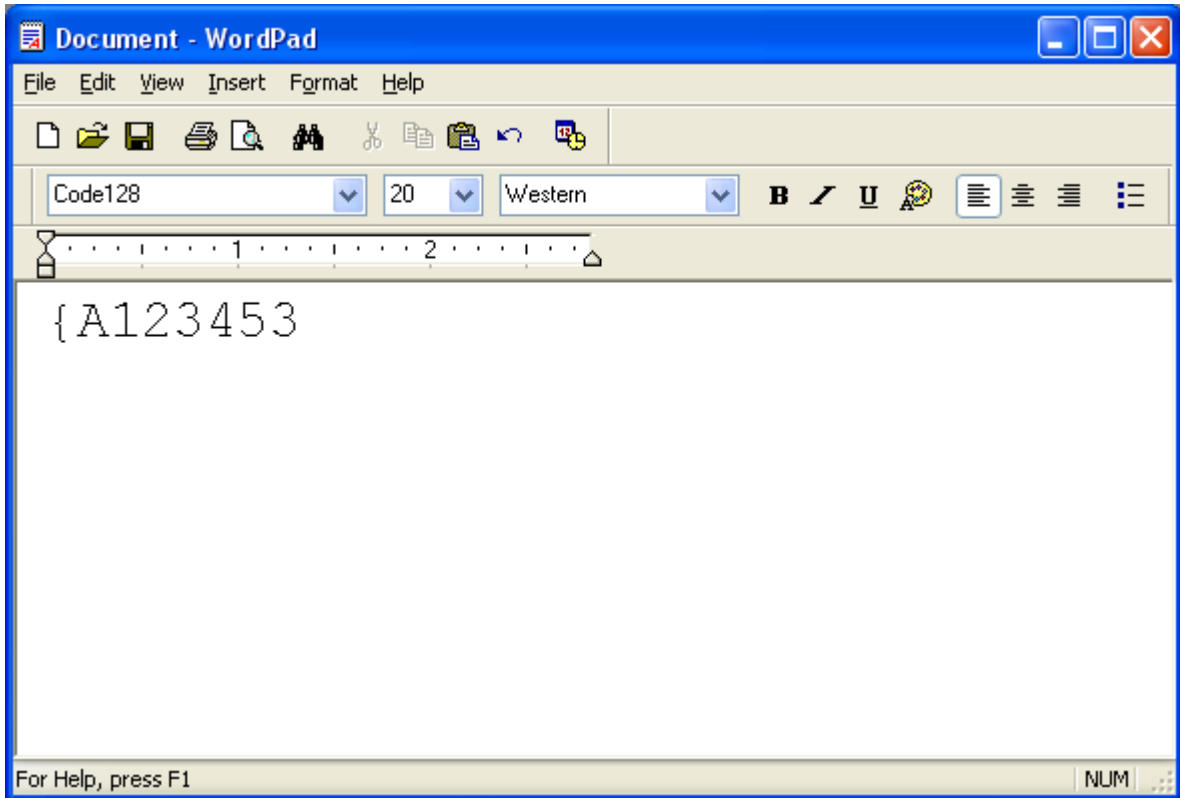 Document - WordPad
File Edit View Insert Format Help
Code128 20 Western B U
1 2
{A123453
For Help, press F1 NUM